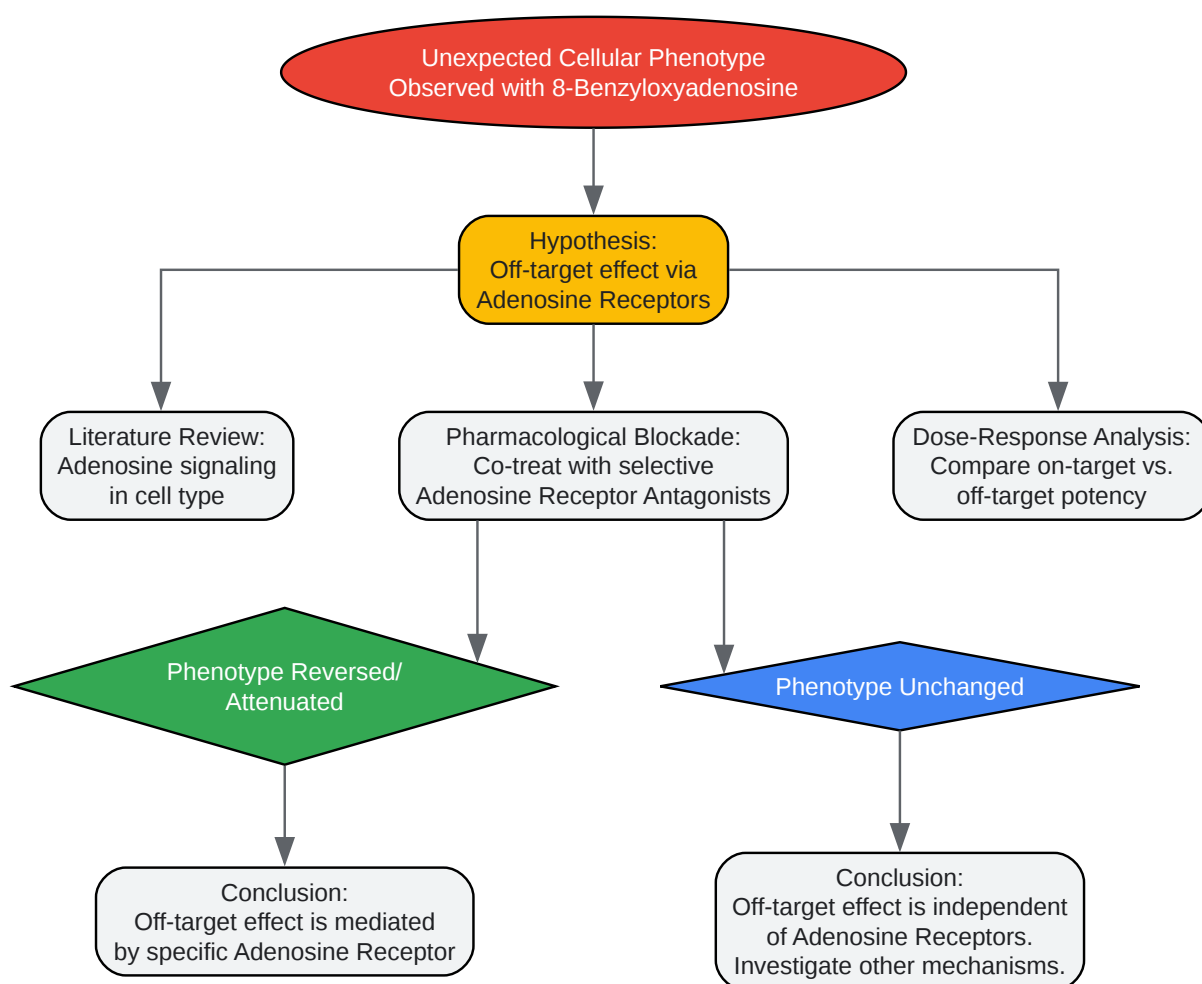 Unexpected Cellular Phenotype
Observed with 8-Benzyloxyadenosine
Hypothesis:
Off-target effect via
Adenosine Receptors
Literature Review:
Adenosine signaling
in cell type
Pharmacological Blockade:
Co-treat with selective
Adenosine Receptor Antagonists
Dose-Response Analysis:
Compare on-target vs.
off-target potency
Phenotype Reversed/
Attenuated
Phenotype Unchanged
Conclusion:
Off-target effect is mediated
by specific Adenosine Receptor
Conclusion:
Off-target effect is independent
of Adenosine Receptors.
Investigate other mechanisms.